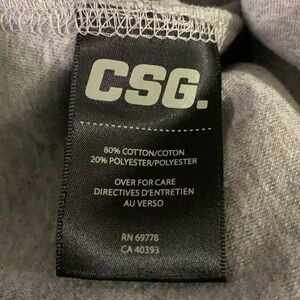 CSG.
80% COTTON/COTON
20% POLYESTER/POLYESTER
OVER FOR CARE
DIRECTIVES D'ENTRETIEN
AU VERSO
RN 69778
CA 40393